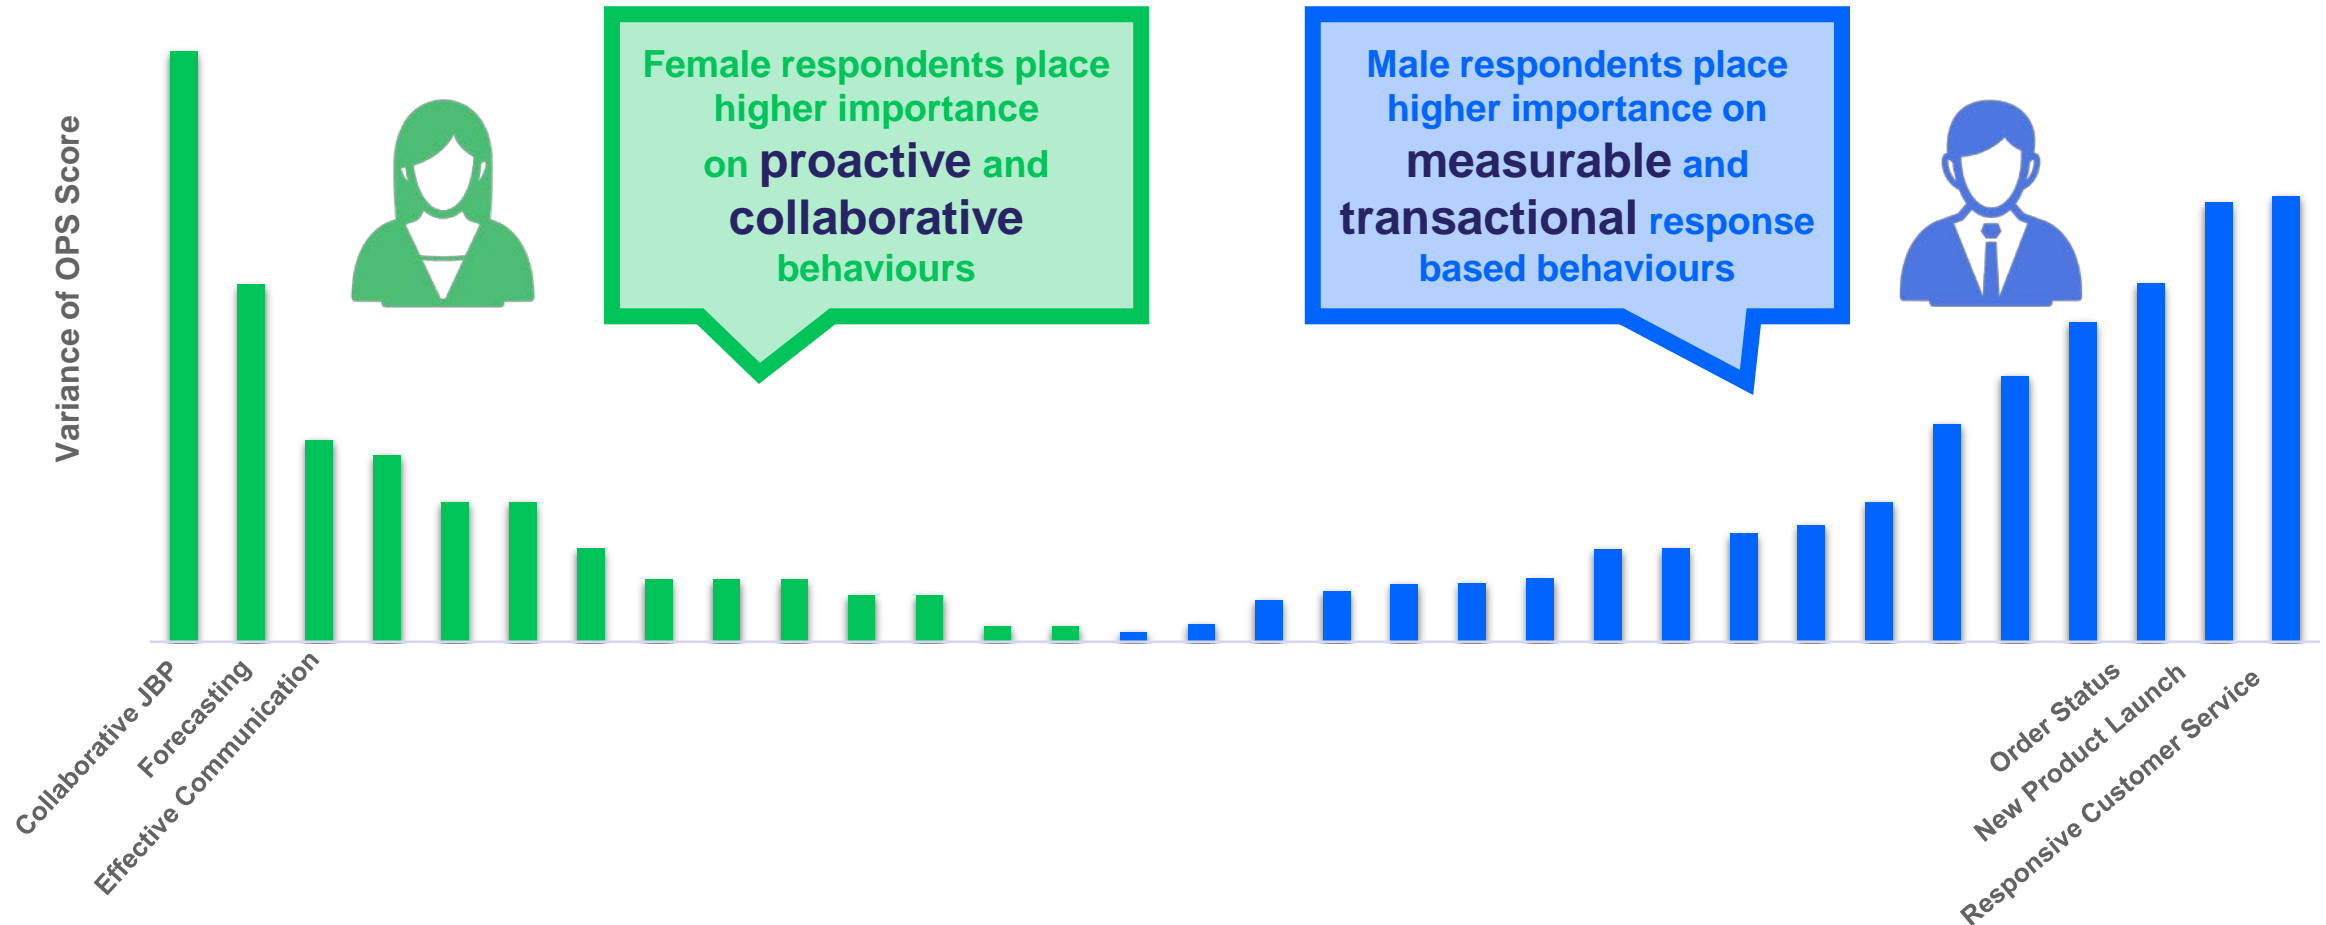 Variance of OPS Score
Female respondents place
higher importance
on proactive and
collaborative
behaviours
Male respondents place
higher importance on
measurable and
transactional response
based behaviours
Collaborative JBP
Forecasting
Effective Communication
Order Status
New Product Launch
Responsive Customer Service